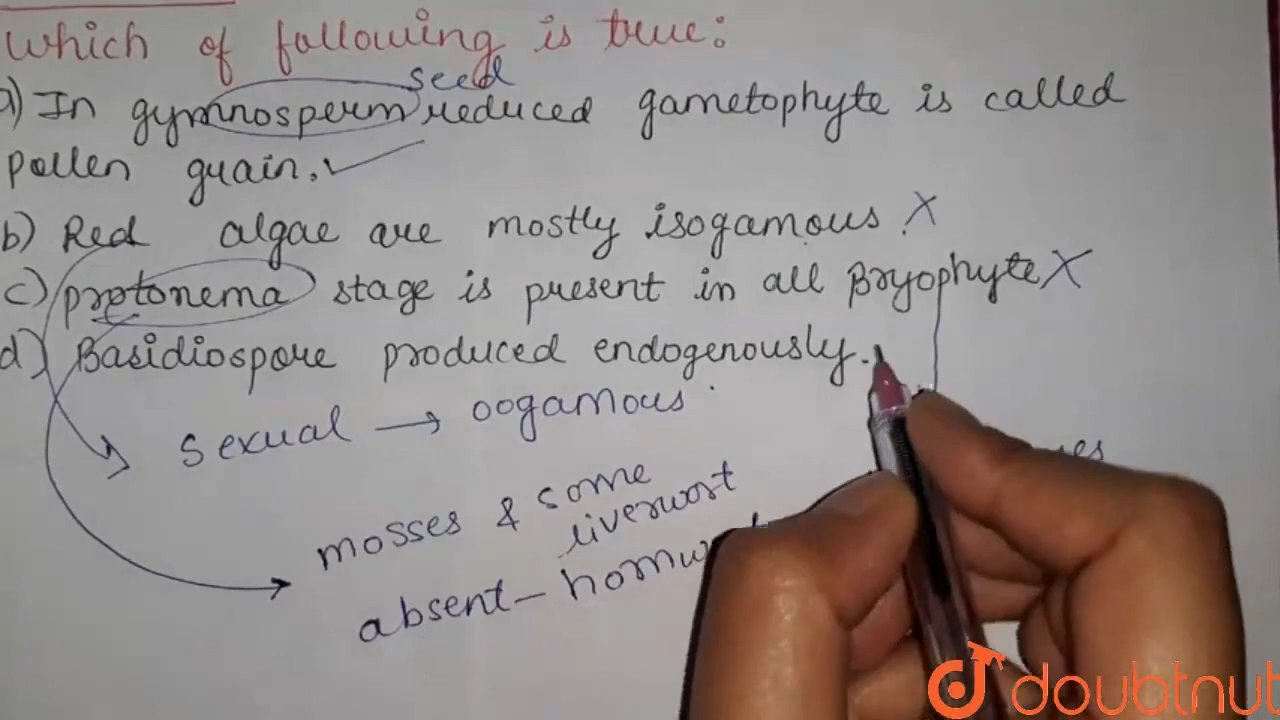 Which of following is true:
seed
a) In gymnosperm reduced gametophyte is called
pollen grain.
b) Red algae are mostly isogamous.
c) protonema stage is present in all Bryophyte
d) Basidiospore produced endogenously.
sexual → oogamous
mosses & some
liverwort
absent - hornw
doubtnut